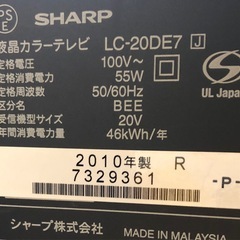 PS
E
SHARP
液晶カラーテレビ LC-20DE7 J
定格電圧 : 100V~
定格消費電力 : 55W
定格周波数 : 50/60Hz
区分名 : BEE
受信機型サイズ : 20V
年間消費電力量 : 46kWh/年
UL Japan
2010年製 R
7329361
-P-
シャープ株式会社
MADE IN MALAYSIA